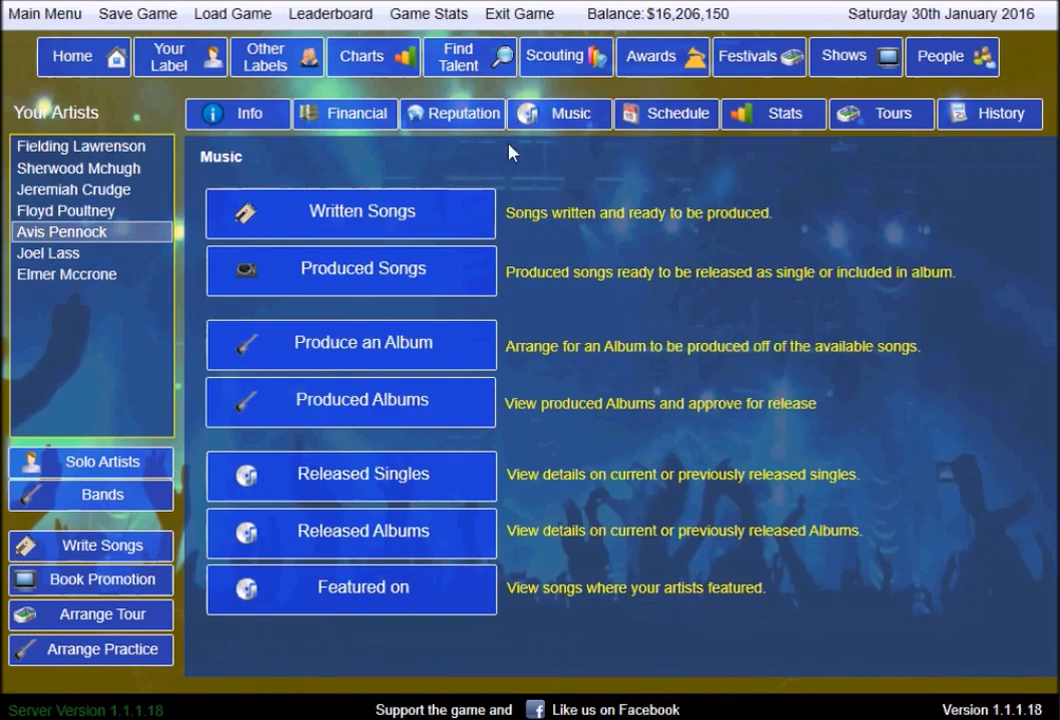 Main Menu Save Game Load Game Leaderboard Game Stats Exit Game Balance: $16,206,150 Saturday 30th January 2016
Home Your Label Other Labels Charts Find Talent Scouting Awards Festivals Shows People
Your Artists
Info Financial Reputation Music Schedule Stats Tours History
Fielding Lawrenson
Sherwood Mchugh
Jeremiah Crudge
Floyd Poultney
Avis Pennock
Joel Lass
Elmer Mccrone
Solo Artists
Bands
Write Songs
Book Promotion
Arrange Tour
Arrange Practice
Music
Written Songs Songs written and ready to be produced.
Produced Songs Produced songs ready to be released as single or included in album.
Produce an Album Arrange for an Album to be produced off of the available songs.
Produced Albums View produced Albums and approve for release
Released Singles View details on current or previously released singles.
Released Albums View details on current or previously released Albums.
Featured on View songs where your artists featured.
Server Version 1.1.1.18 Support the game and Like us on Facebook Version 1.1.1.18